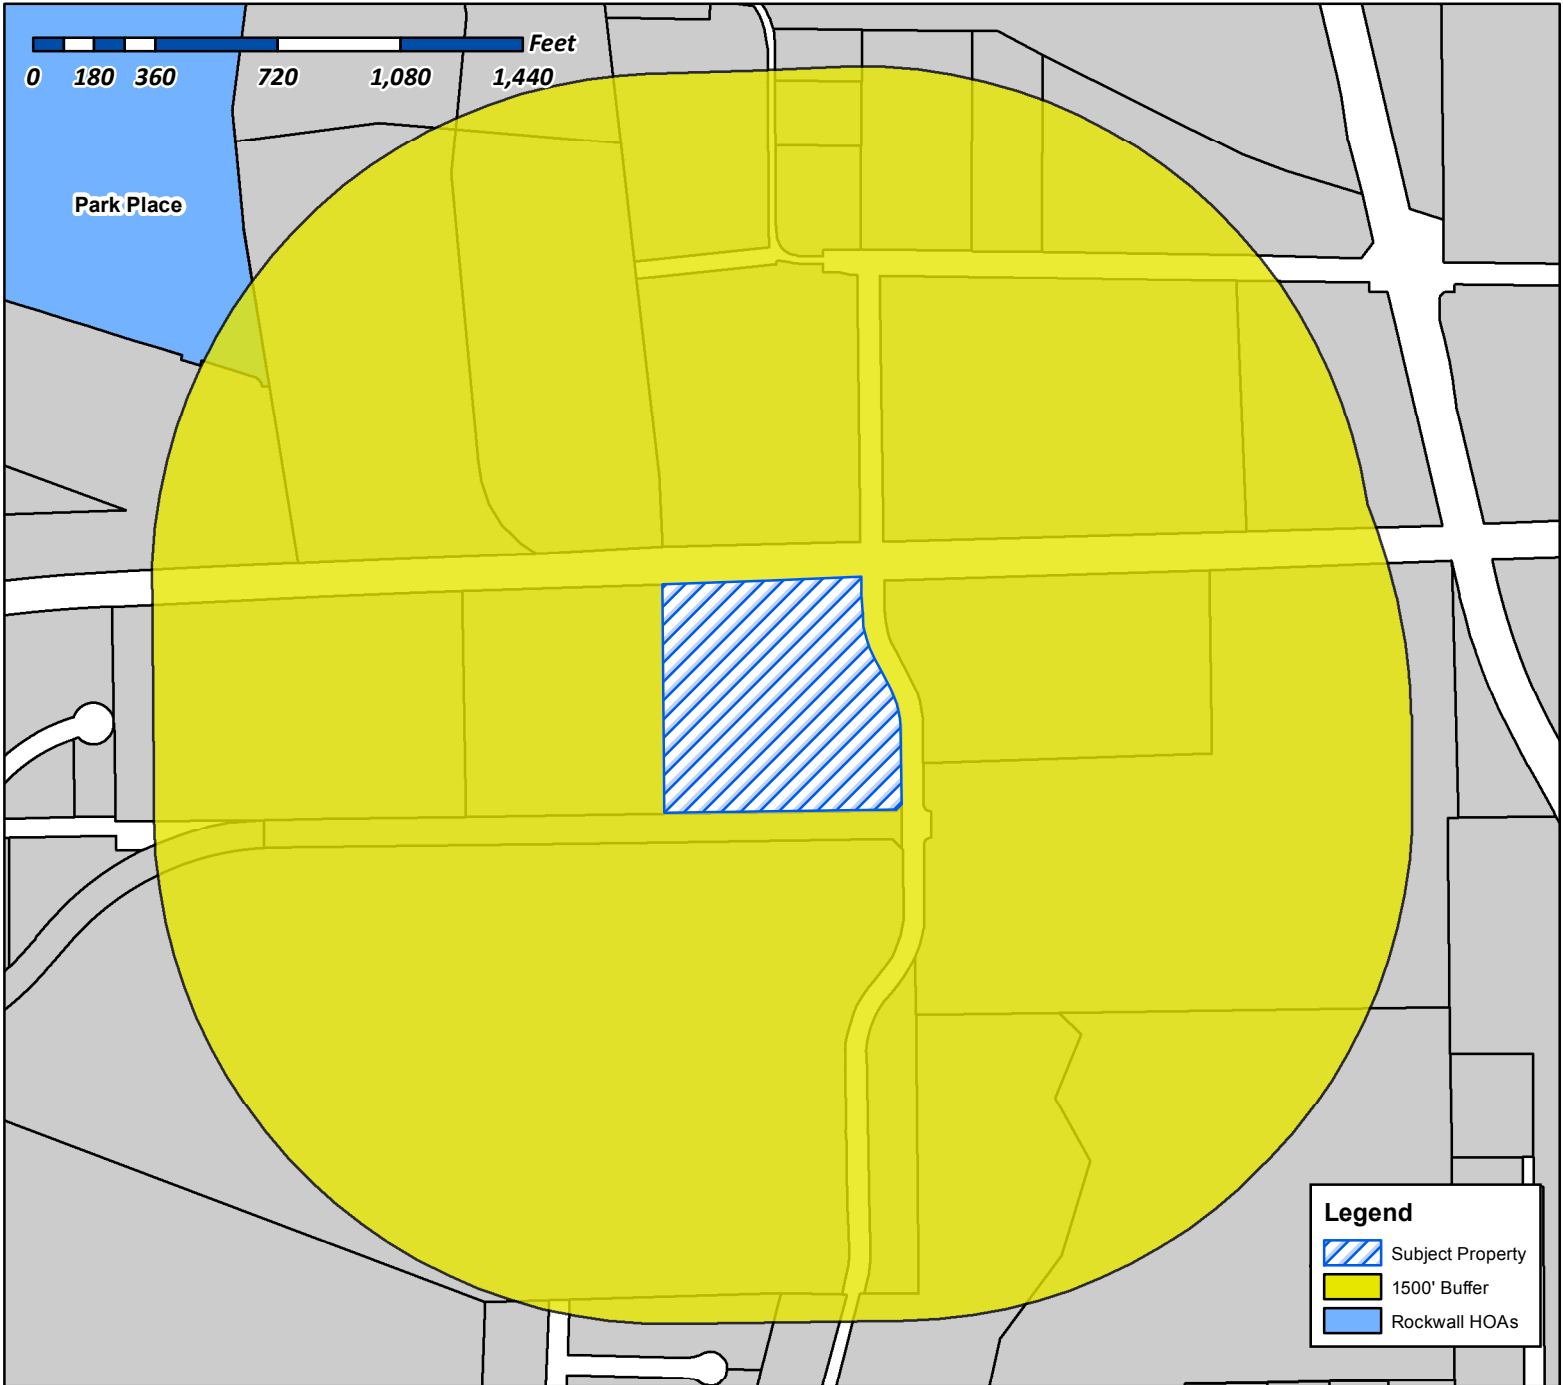 Feet
0 180 360 720 1,080 1,440
Park Place
Legend
Subject Property
1500' Buffer
Rockwall HOAs